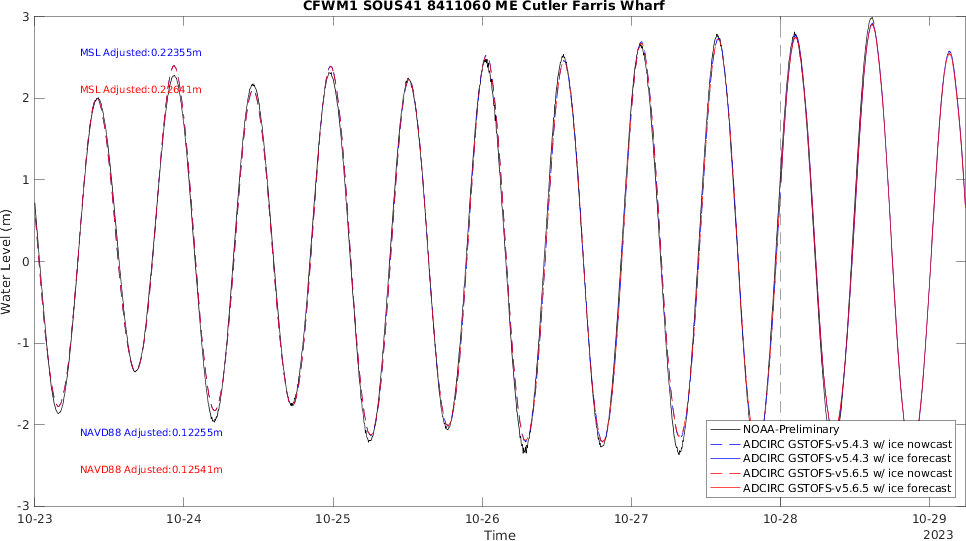 CFWM1 SOUS41 8411060 ME Cutler Farris Wharf
3
MSL Adjusted:0.22355m
MSL Adjusted:0.22641m
2
1
Water Level (m)
0
-1
-2
NAVD88 Adjusted:0.12255m
NOAA-Preliminary
ADCIRC GSTOFS-v5.4.3 w/ ice nowcast
ADCIRC GSTOFS-v5.4.3 w/ ice forecast
NAVD88 Adjusted:0.12541m
ADCIRC GSTOFS-v5.6.5 w/ ice nowcast
ADCIRC GSTOFS-v5.6.5 w/ ice forecast
-3
10-23 10-24 10-25 10-26 10-27 10-28 10-29
Time
2023